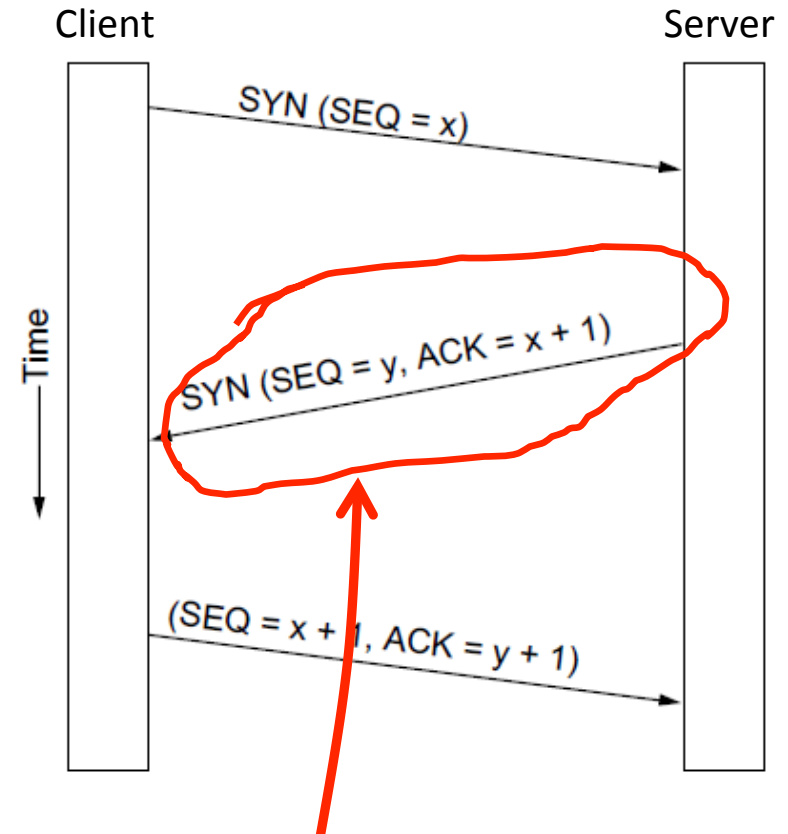 Client
Server
SYN (SEQ = x)
Time
SYN (SEQ = y, ACK = x + 1)
(SEQ = x + 1, ACK = y + 1)